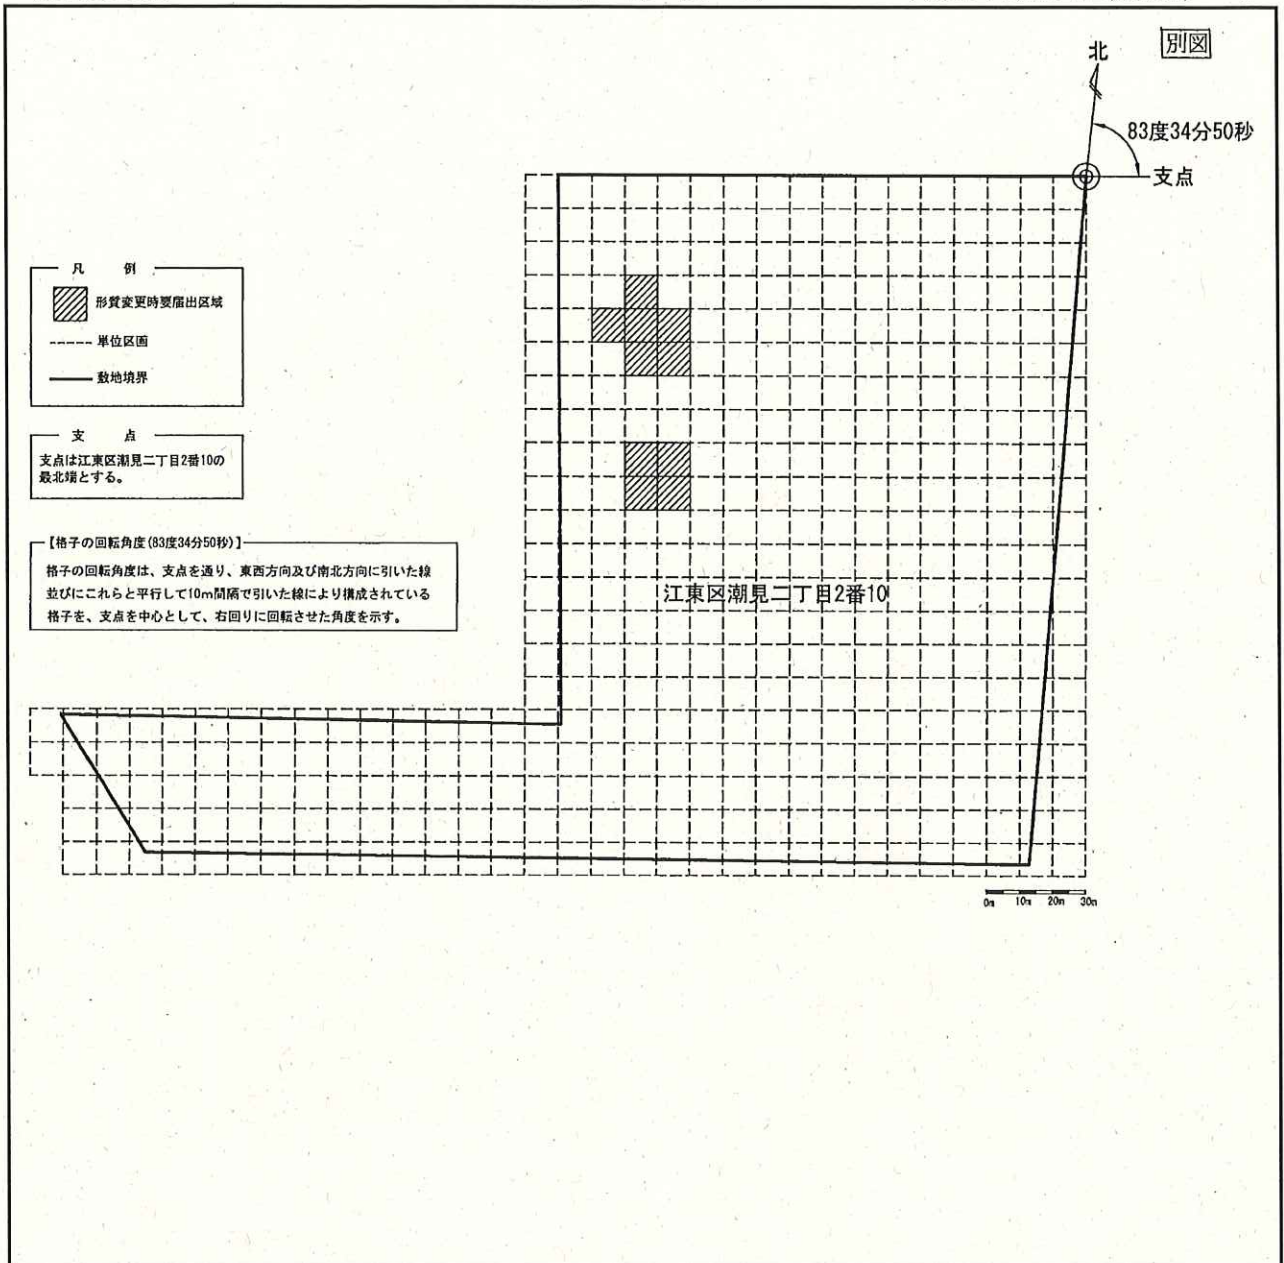 別図
北
83度34分50秒
支点
凡 例
形質変更時要届出区域
単位区画
敷地境界
支 点
支点は江東区潮見二丁目2番10の
最北端とする。
【格子の回転角度(83度34分50秒)】
格子の回転角度は、支点を通り、東西方向及び南北方向に引いた線
並びにこれらと平行して10m間隔で引いた線により構成されている
格子を、支点を中心として、右回りに回転させた角度を示す。
江東区潮見二丁目2番10
0m 10m 20m 30m